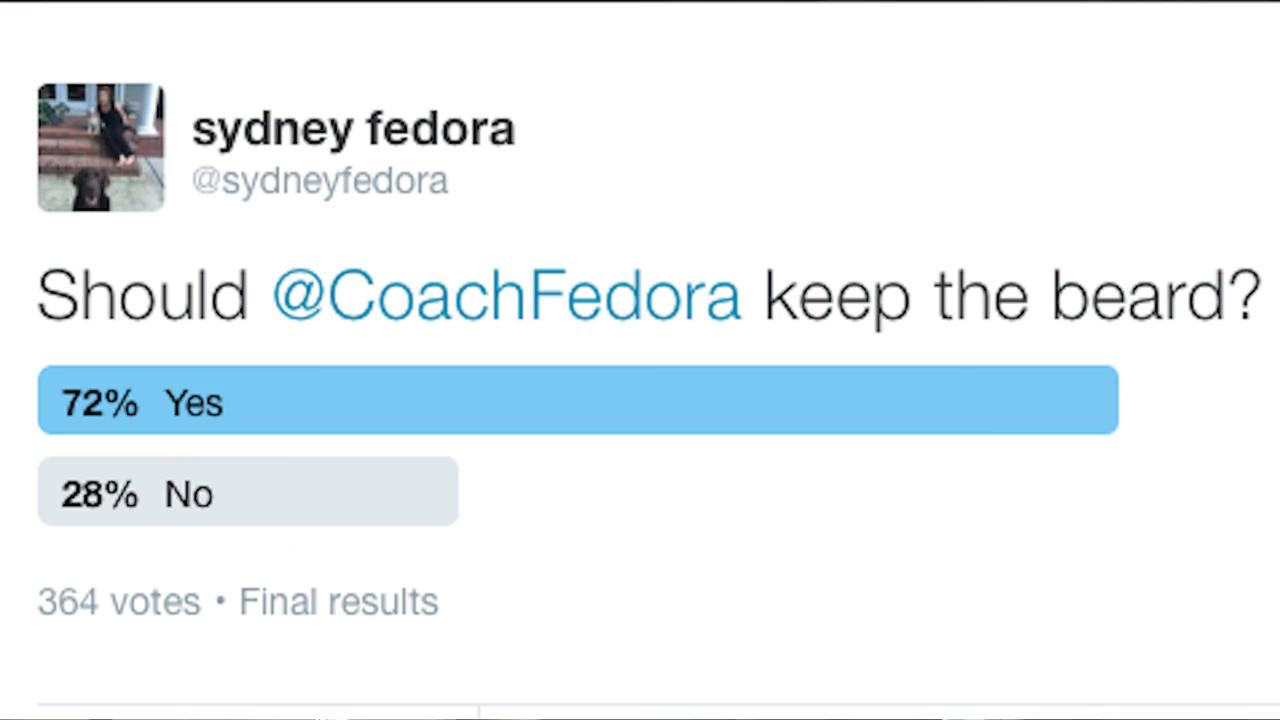 sydney fedora
@sydneyfedora
Should @CoachFedora keep the beard?
72% Yes
28% No
364 votes • Final results